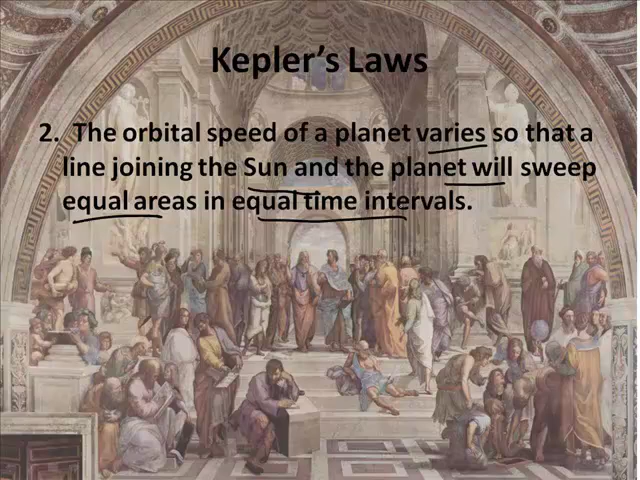 Kepler's Laws
2. The orbital speed of a planet varies so that a
line joining the Sun and the planet will sweep
equal areas in equal time intervals.